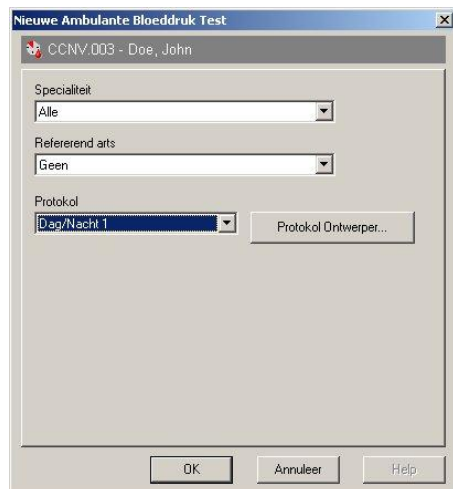 Nieuwe Ambulante Bloeddruk Test
CCNV.003 - Doe, John
Specialiteit
Alle
Refererend arts
Geen
Protokol
Dag/Nacht 1
Protokol Ontwerper...
OK
Annuleer
Help